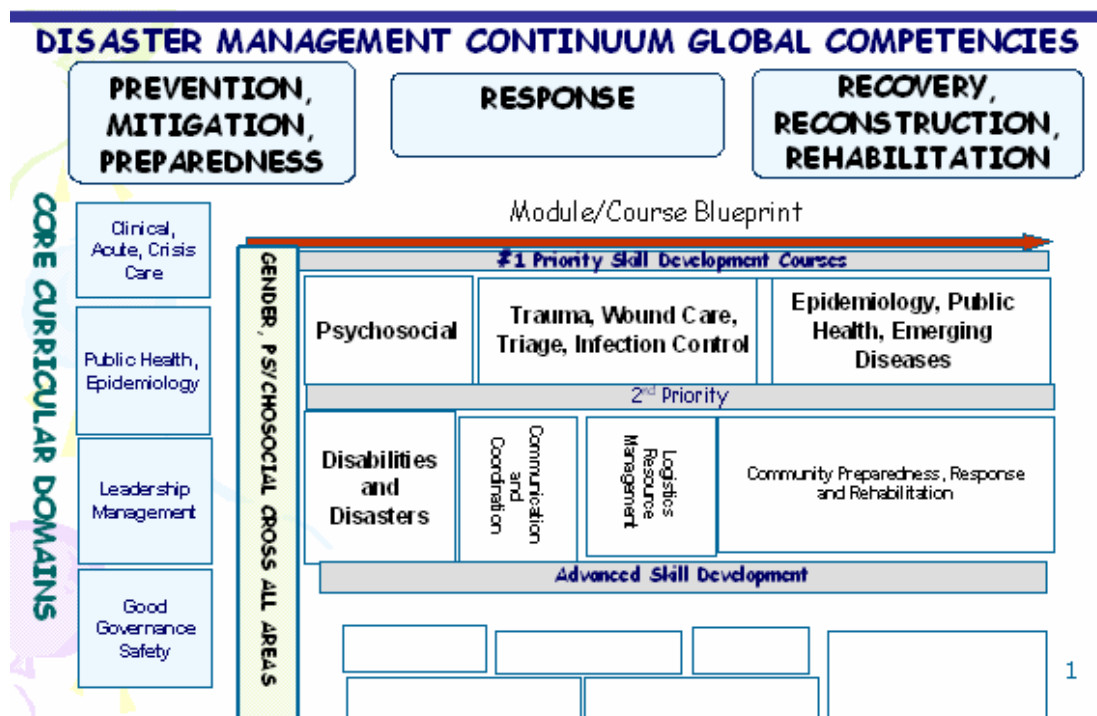 DISASTER MANAGEMENT CONTINUUM GLOBAL COMPETENCIES
PREVENTION,
MITIGATION,
PREPAREDNESS
RESPONSE
RECOVERY,
RECONSTRUCTION,
REHABILITATION
CORE CURRICULAR DOMAINS
Clinical,
Acute, Crisis
Care
Public Health,
Epidemiology
Leadership
Management
Good
Governance
Safety
GENDER, PSYCHOSOCIAL CROSS ALL AREAS
Module/Course Blueprint
#1 Priority Skill Development Courses
Psychosocial
Trauma, Wound Care,
Triage, Infection Control
Epidemiology, Public
Health, Emerging
Diseases
2nd Priority
Disabilities
and
Disasters
Communication
and
Coordination
Logistics
Resource
Management
Community Preparedness, Response
and Rehabilitation
Advanced Skill Development
1